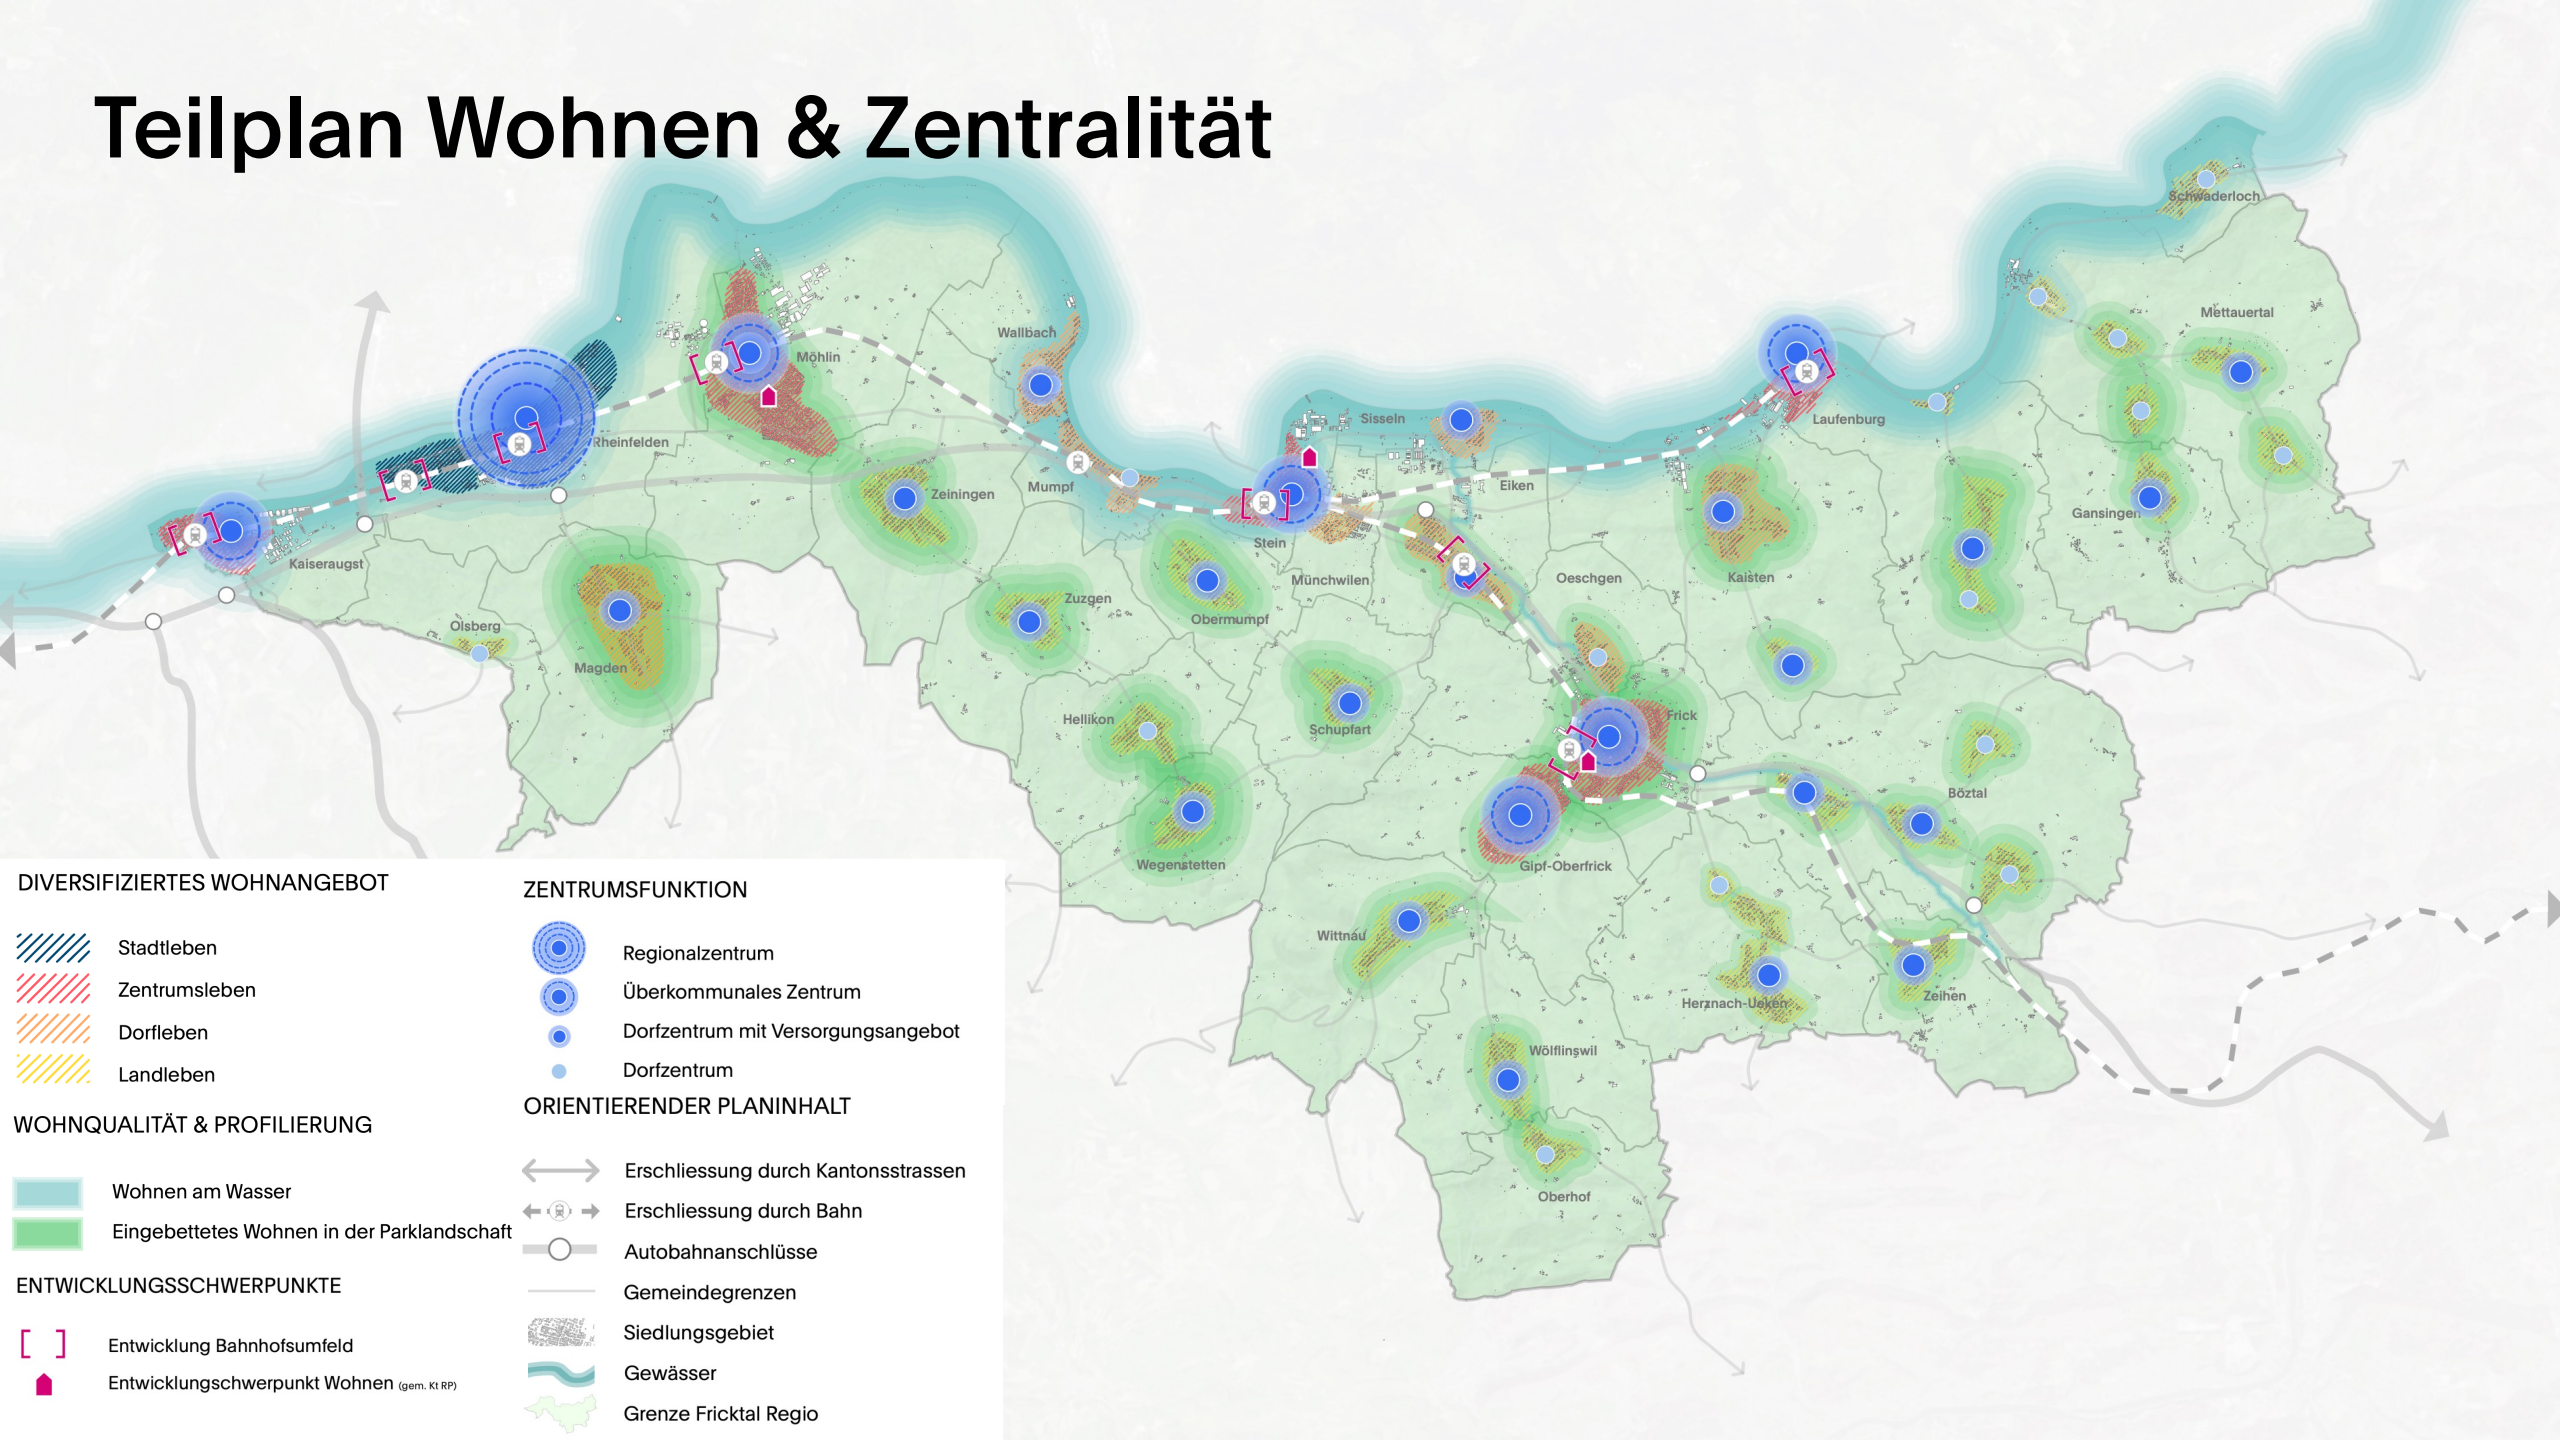 Teilplan Wohnen & Zentralität
Schwaderloch
Mettauertal
Wallbach
Möhlin
Sisseln
Laufenburg
Rheinfelden
Zeiningen
Mumpf
Eiken
Gansingen
Kaiseraugst
Stein
Münchwilen
Oeschgen
Kaisten
Zuzgen
Obermumpf
Olsberg
Magden
Hellikon
Schupfart
Frick
Böztal
Wegenstetten
Gipf-Oberfrick
Wittnau
Herznach-Ueken
Zeihen
Wölflinswil
Oberhof
DIVERSIFIZIERTES WOHNANGEBOT
Stadtleben
Zentrumsleben
Dorfleben
Landleben
WOHNQUALITÄT & PROFILIERUNG
Wohnen am Wasser
Eingebettetes Wohnen in der Parklandschaft
ENTWICKLUNGSSCHWERPUNKTE
Entwicklung Bahnhofsumfeld
Entwicklungschwerpunkt Wohnen (gem. Kt RP)
ZENTRUMSFUNKTION
Regionalzentrum
Überkommunales Zentrum
Dorfzentrum mit Versorgungsangebot
Dorfzentrum
ORIENTIERENDER PLANINHALT
Erschliessung durch Kantonsstrassen
Erschliessung durch Bahn
Autobahnanschlüsse
Gemeindegrenzen
Siedlungsgebiet
Gewässer
Grenze Fricktal Regio